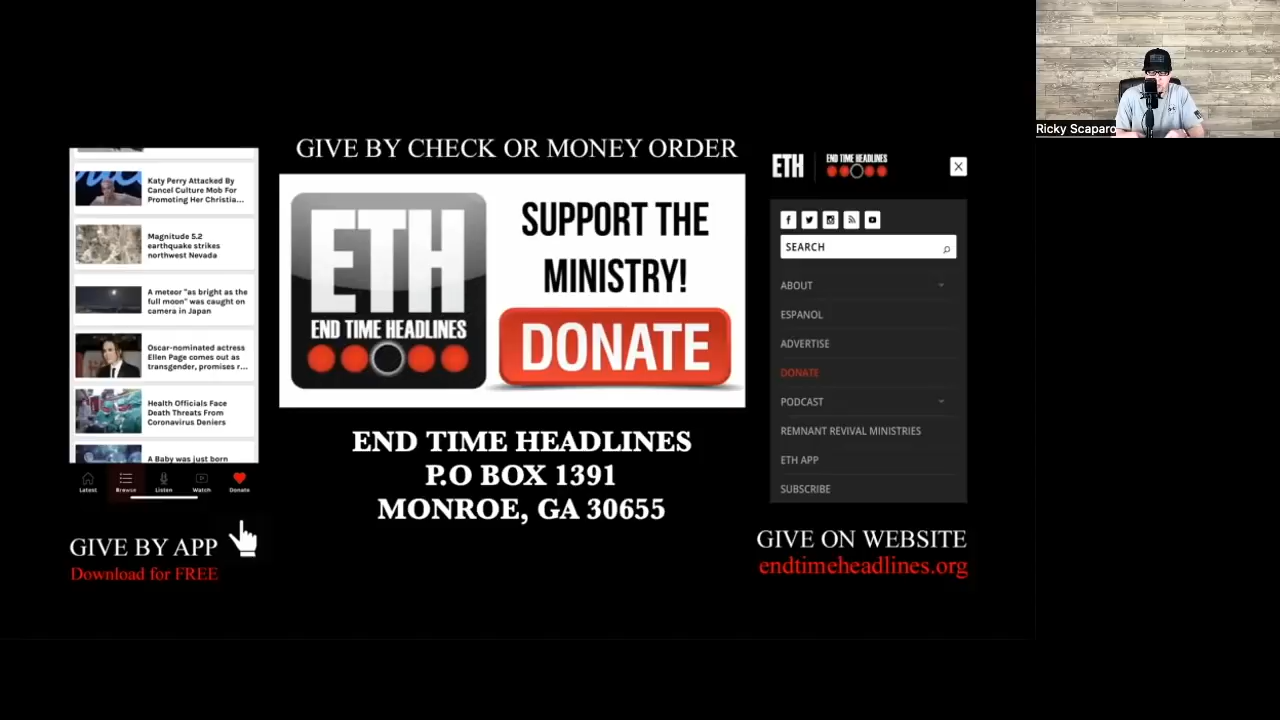 Ricky Scaparo
GIVE BY CHECK OR MONEY ORDER
Katy Perry Attacked By
Cancel Culture Mob For
Promoting Her Christia...
Magnitude 5.2
earthquake strikes
northwest Nevada
A meteor "as bright as the
full moon" was caught on
camera in Japan
Oscar-nominated actress
Ellen Page comes out as
transgender, promises r...
Health Officials Face
Death Threats From
Coronavirus Deniers
A Baby was just born
Latest
Browse
Listen
Watch
Donate
GIVE BY APP
Download for FREE
ETH
END TIME HEADLINES
SUPPORT THE
MINISTRY!
DONATE
END TIME HEADLINES
P.O BOX 1391
MONROE, GA 30655
ETH
END TIME HEADLINES
SEARCH
ABOUT
ESPANOL
ADVERTISE
DONATE
PODCAST
REMNANT REVIVAL MINISTRIES
ETH APP
SUBSCRIBE
GIVE ON WEBSITE
endtimeheadlines.org